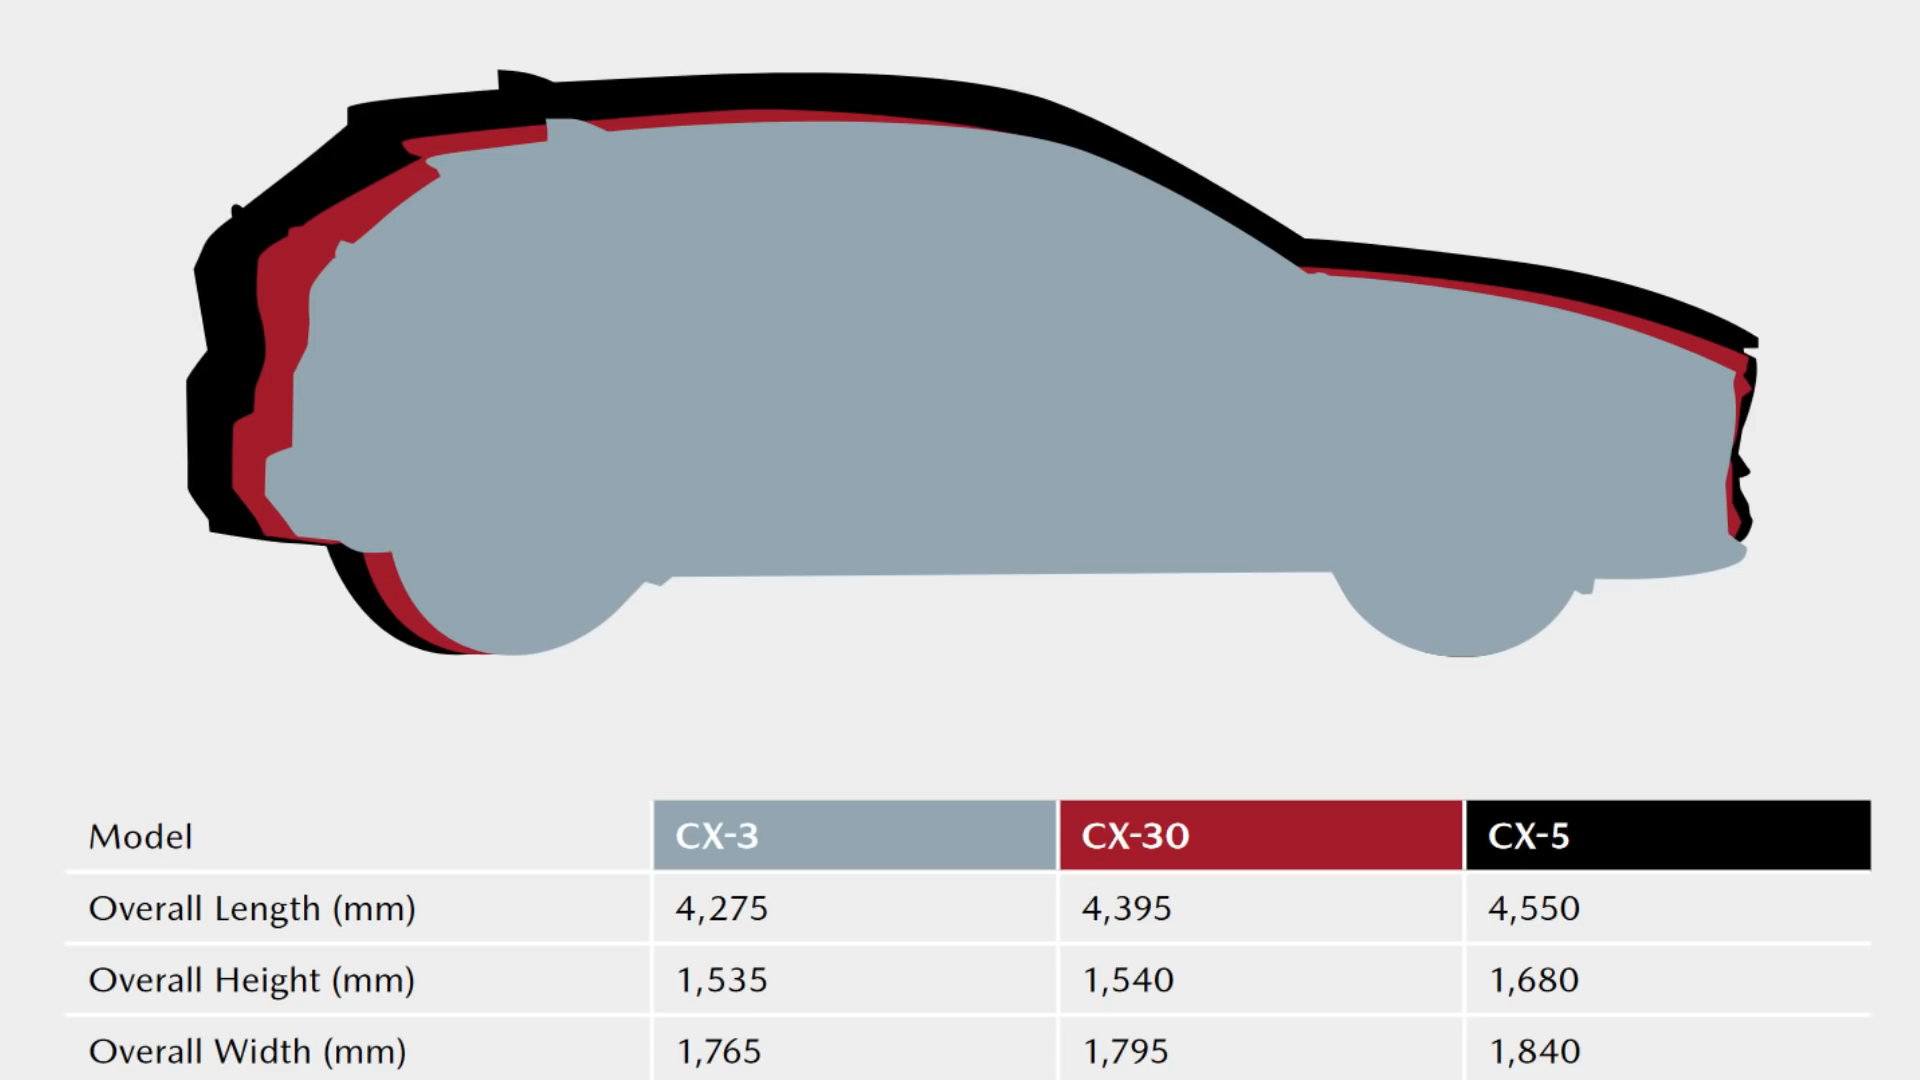 Model CX-3 CX-30 CX-5
Overall Length (mm) 4,275 4,395 4,550
Overall Height (mm) 1,535 1,540 1,680
Overall Width (mm) 1,765 1,795 1,840